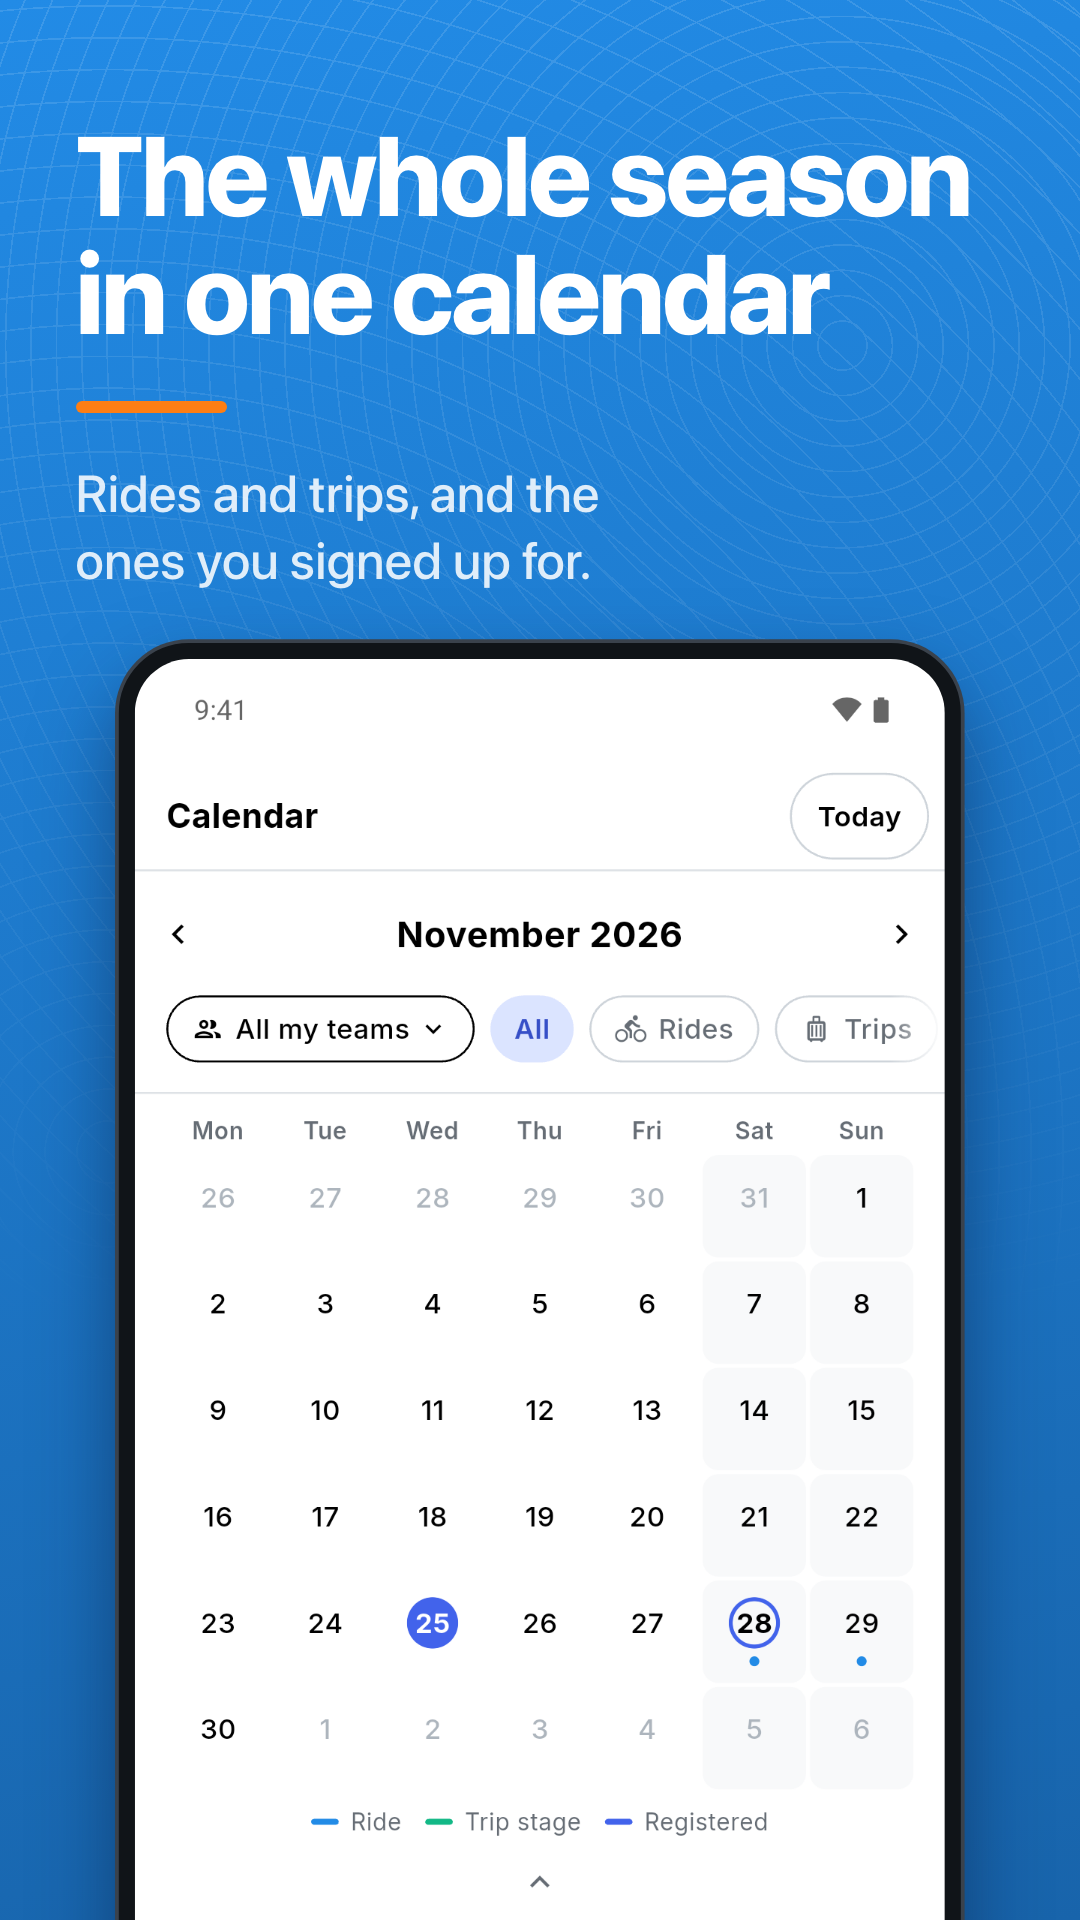 The whole season
in one calendar
Rides and trips, and the
ones you signed up for.
9:41
Calendar
Today
November 2026
All my teams All Rides Trips
Mon Tue Wed Thu Fri Sat Sun
26 27 28 29 30 31 1
2 3 4 5 6 7 8
9 10 11 12 13 14 15
16 17 18 19 20 21 22
23 24 25 26 27 28 29
30 1 2 3 4 5 6
Ride Trip stage Registered